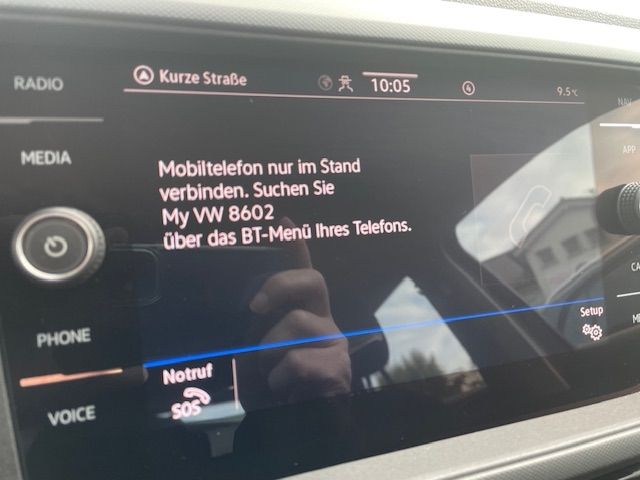 RADIO
Kurze Straße
10:05
9.5°C
NAV
MEDIA
APP
Mobiltelefon nur im Stand
verbinden. Suchen Sie
My VW 8602
über das BT-Menü Ihres Telefons.
PHONE
Setup
Notruf
SOS
VOICE